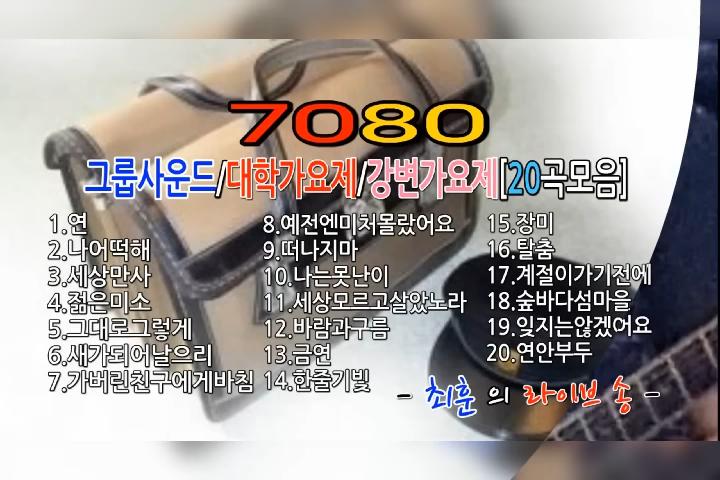 7080
그룹사운드/대학가요제/강변가요제[20곡모음]
1.연
2.나어떡해
3.세상만사
4.젊은미소
5.그대로그렇게
6.새가되어날으리
7.가버린친구에게바침
8.예전엔미처몰랐어요
9.떠나지마
10.나는못난이
11.세상모르고살았노라
12.바람과구름
13.금연
14.한줄기빛
15.장미
16.탈춤
17.계절이가기전에
18.숲바다섬마을
19.잊지는않겠어요
20.연안부두
- 최훈 의 라이브 송 -